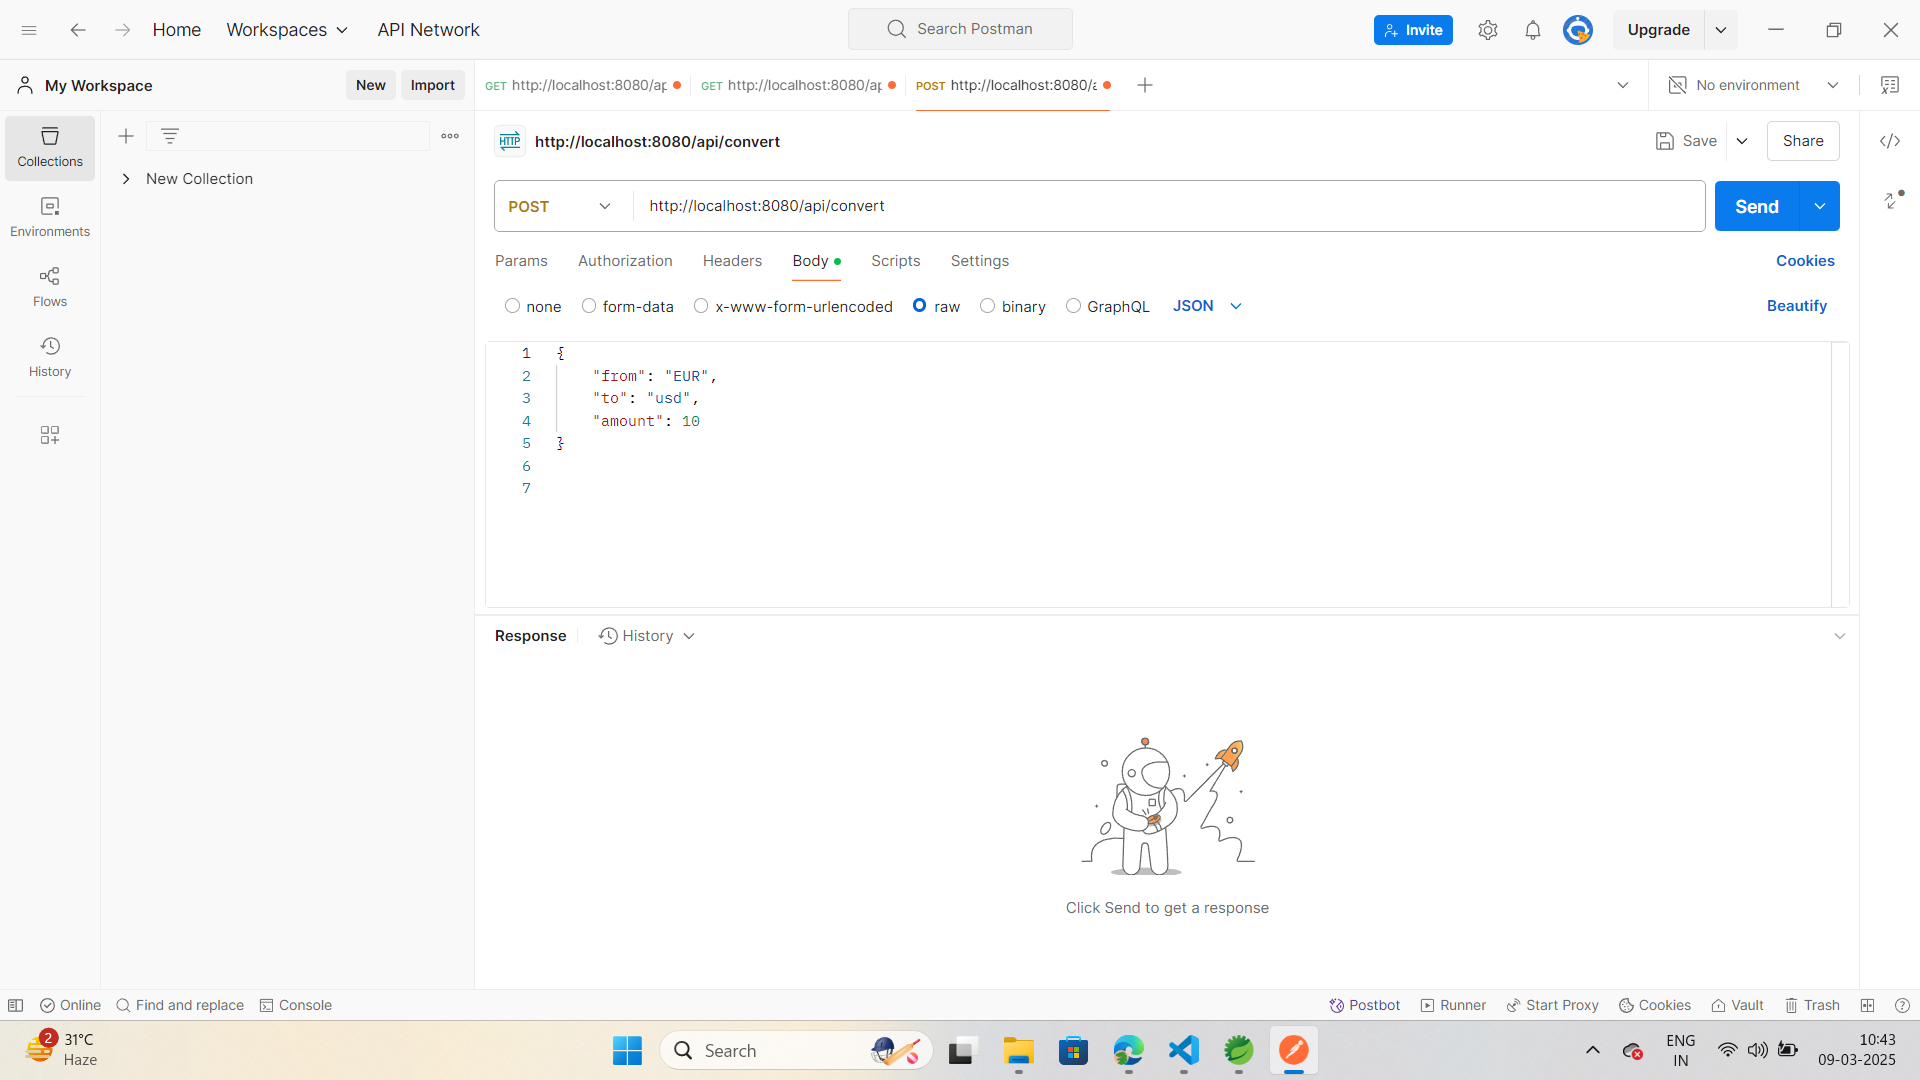 Home
Workspaces
API Network
Search Postman
Invite
Upgrade
My Workspace
New
Import
GET http://localhost:8080/ap
GET http://localhost:8080/ap
POST http://localhost:8080/a
No environment
Collections
New Collection
HTTP
http://localhost:8080/api/convert
Save
Share
POST
http://localhost:8080/api/convert
Send
Environments
Params
Authorization
Headers
Body
Scripts
Settings
Cookies
none
form-data
x-www-form-urlencoded
raw
binary
GraphQL
JSON
Beautify
Flows
History
1 {
2 "from": "EUR",
3 "to": "usd",
4 "amount": 10
5 }
6
7
Response
History
Click Send to get a response
Online
Find and replace
Console
Postbot
Runner
Start Proxy
Cookies
Vault
Trash
2
31°C
Haze
Search
ENG
IN
10:43
09-03-2025